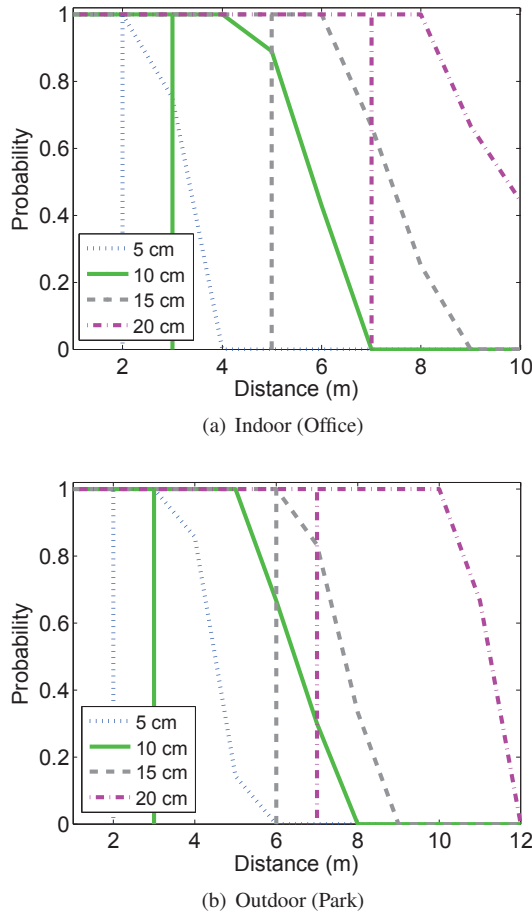 1
0.8
0.6
0.4
0.2
0
Probability
5 cm
10 cm
15 cm
20 cm
2 4 6 8 10
Distance (m)
(a) Indoor (Office)
1
0.8
0.6
0.4
0.2
0
Probability
5 cm
10 cm
15 cm
20 cm
2 4 6 8 10 12
Distance (m)
(b) Outdoor (Park)